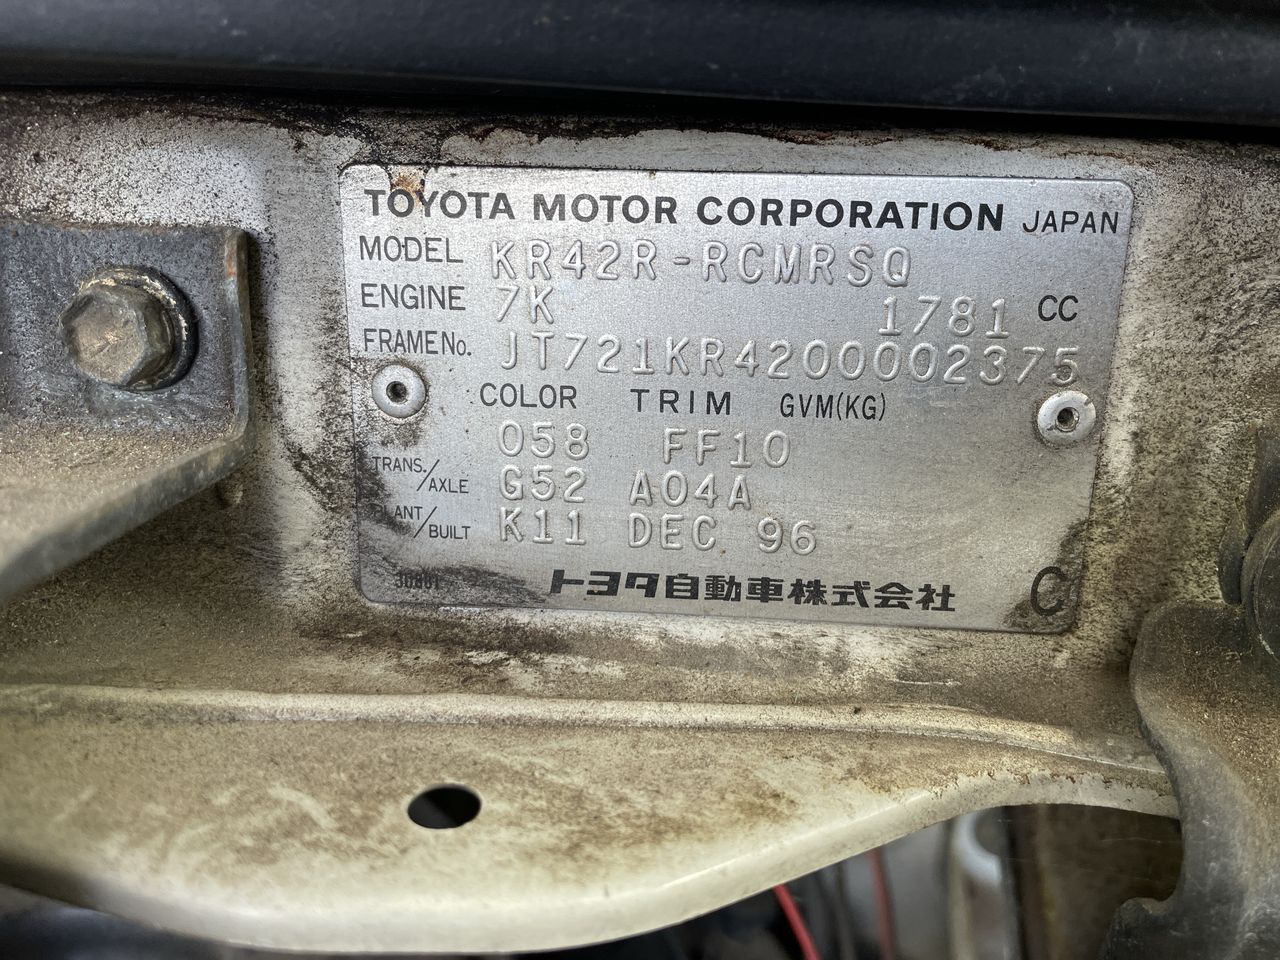 TOYOTA MOTOR CORPORATION JAPAN
MODEL KR42R-RCMRSQ
ENGINE 7K 1781 CC
FRAME No. JT721KR4200002375
COLOR TRIM GVM(KG)
058 FF10
TRANS./AXLE G52 A04A
PLANT/BUILT K11 DEC 96
トヨタ自動車株式会社 C